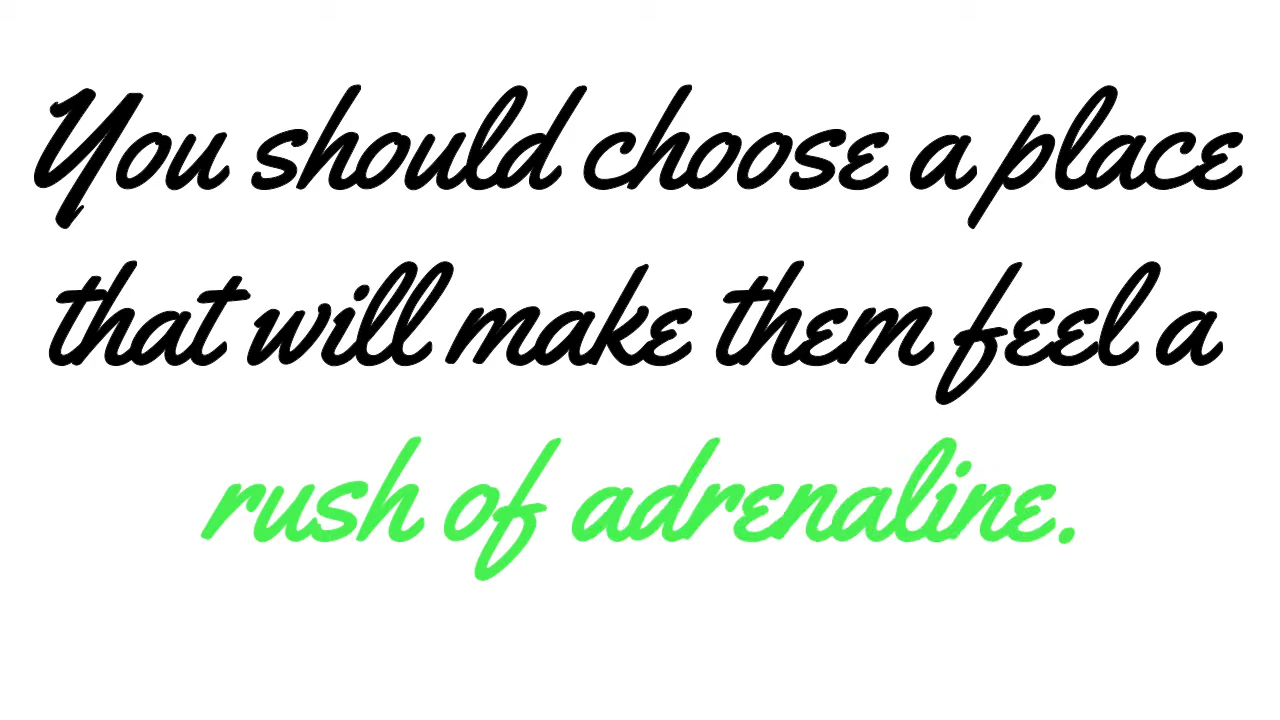 You should choose a place
that will make them feel a
rush of adrenaline.